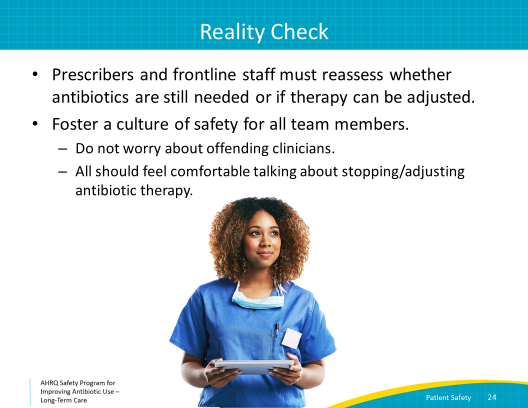 Reality Check
• Prescribers and frontline staff must reassess whether
antibiotics are still needed or if therapy can be adjusted.
• Foster a culture of safety for all team members.
– Do not worry about offending clinicians.
– All should feel comfortable talking about stopping/adjusting
antibiotic therapy.
AHRQ Safety Program for
Improving Antibiotic Use –
Long-Term Care
Patient Safety 24